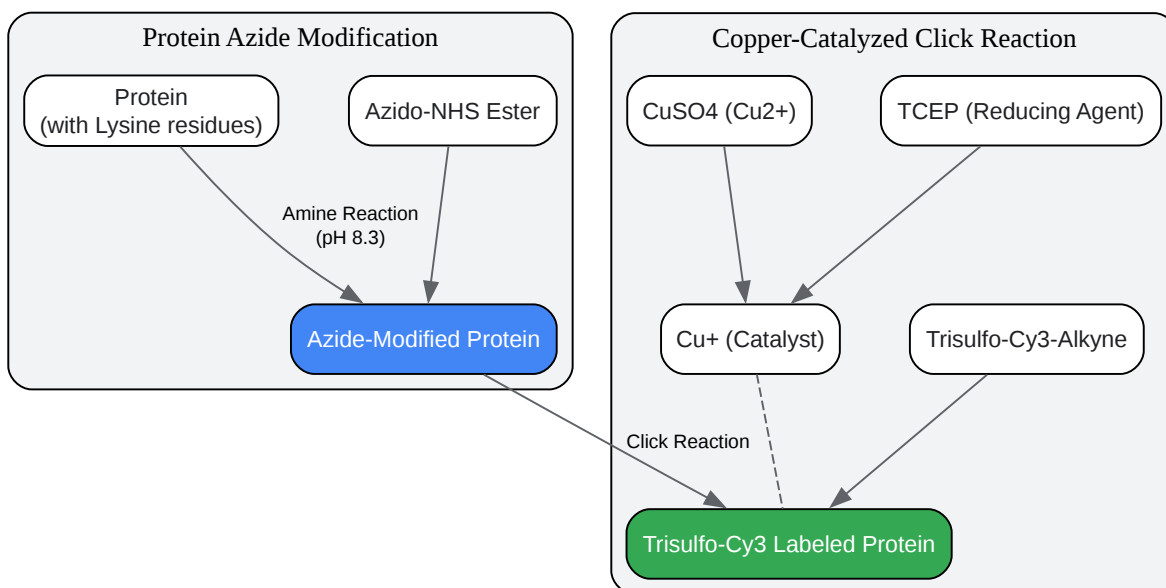 Protein Azide Modification
Protein
(with Lysine residues)
Azido-NHS Ester
Amine Reaction
(pH 8.3)
Azide-Modified Protein
Copper-Catalyzed Click Reaction
CuSO4 (Cu2+)
TCEP (Reducing Agent)
Cu+ (Catalyst)
Trisulfo-Cy3-Alkyne
Click Reaction
Trisulfo-Cy3 Labeled Protein